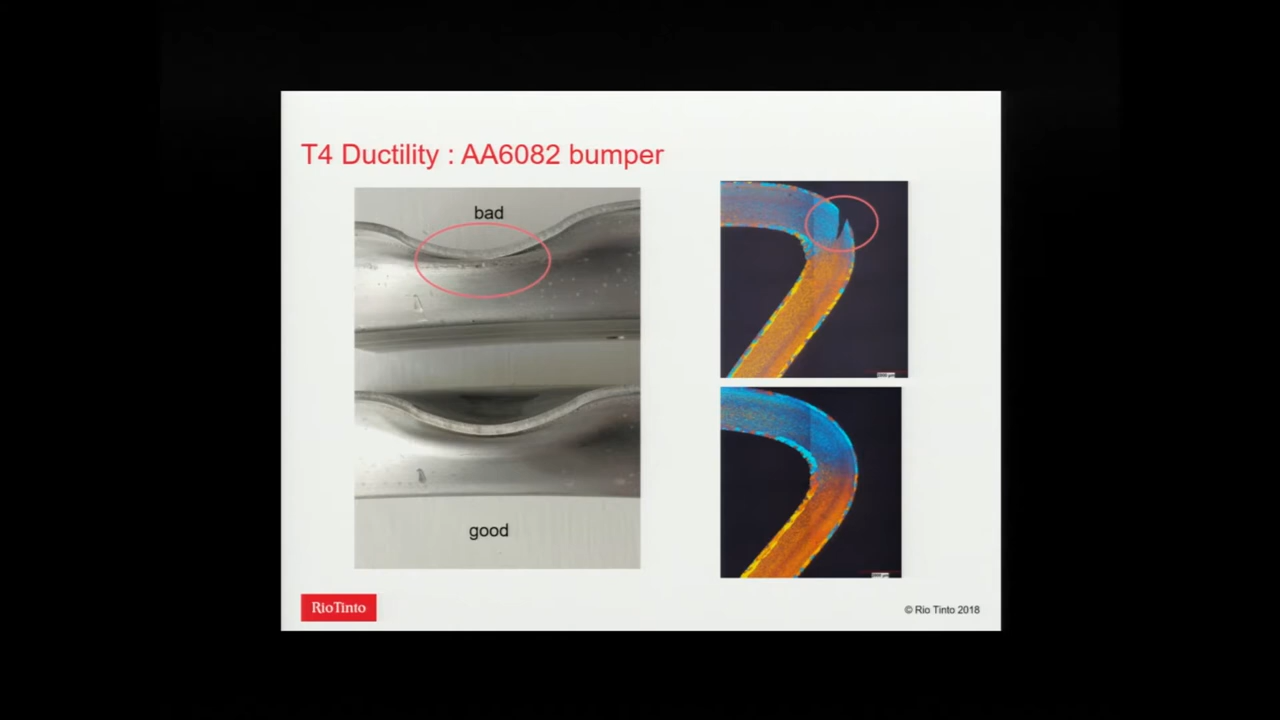 T4 Ductility : AA6082 bumper
bad
good
RioTinto
© Rio Tinto 2018